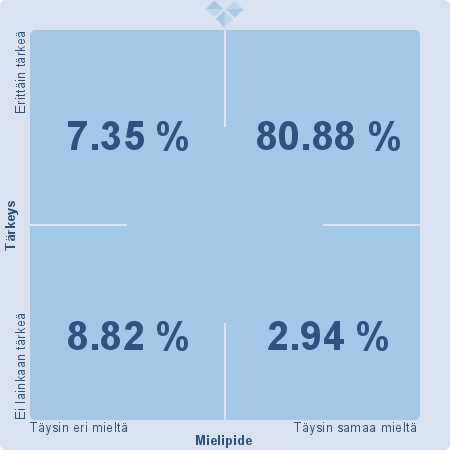 Erittäin tärkeä
7.35 %
80.88 %
Tärkeys
8.82 %
2.94 %
Ei lainkaan tärkeä
Täysin eri mieltä
Täysin samaa mieltä
Mielipide